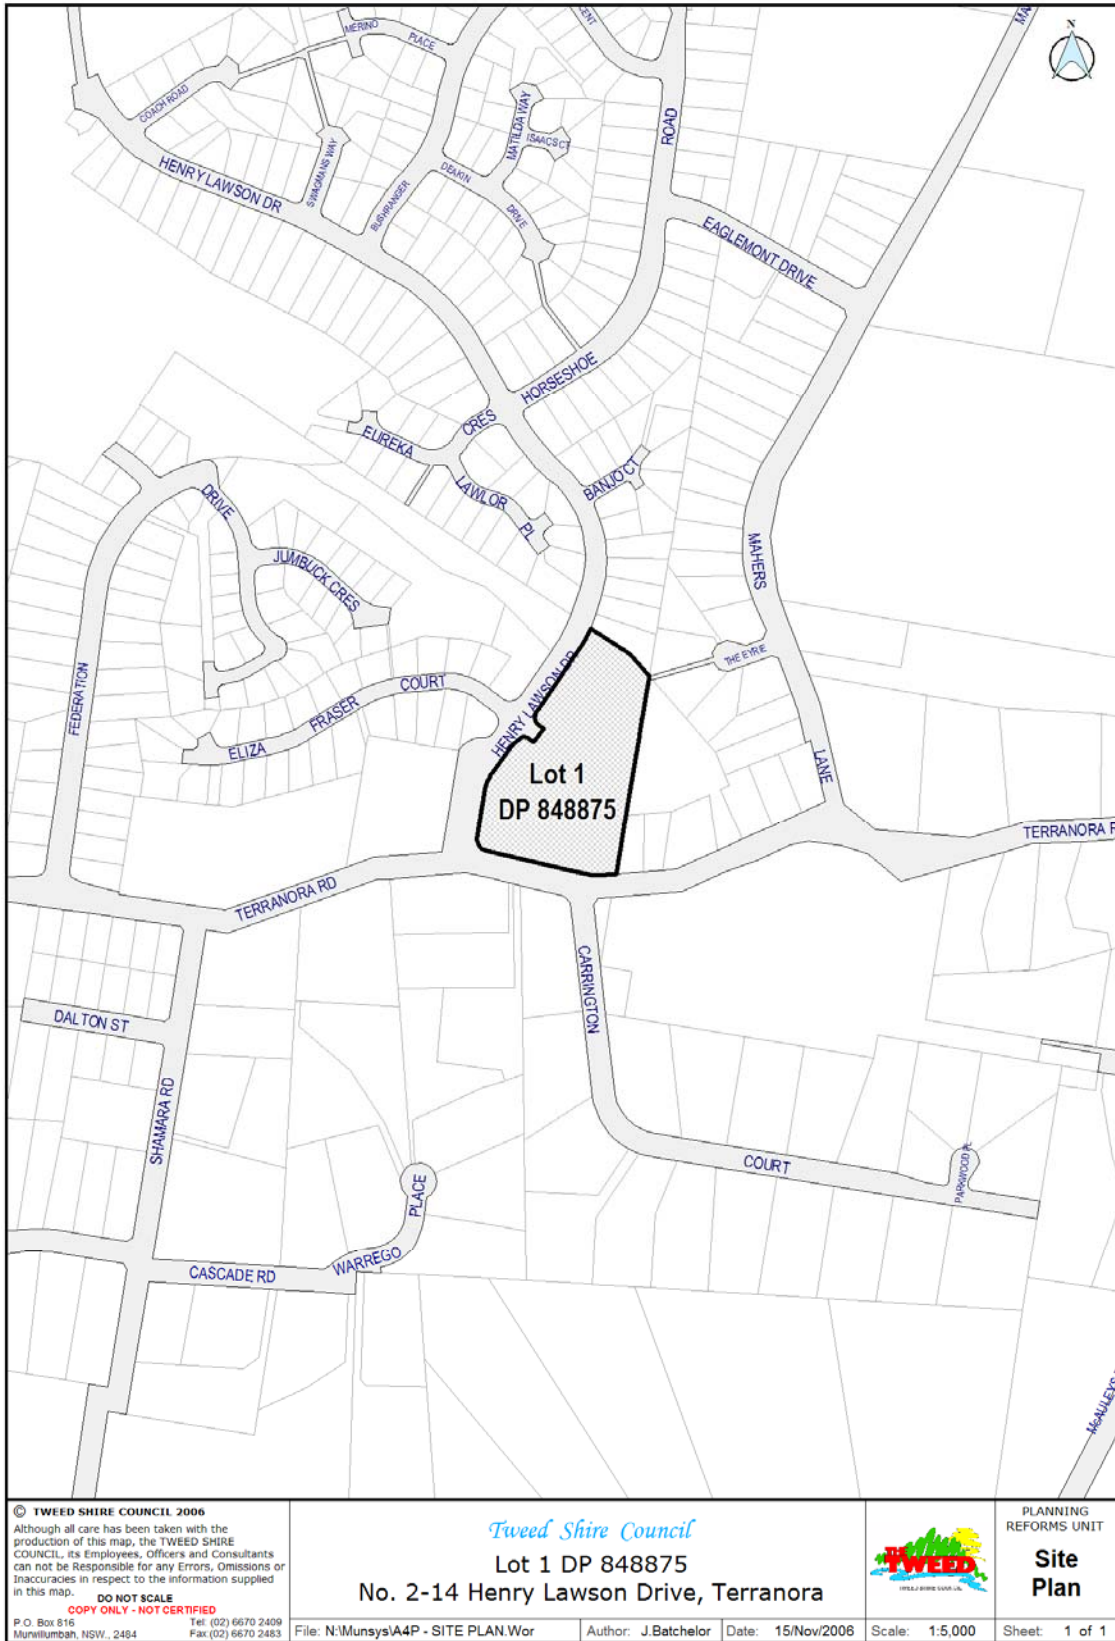 N
MERINO
PLACE
COACH ROAD
SWAGMANS WAY
HENRY LAWSON DR
BUSHRANGER
DEAKIN
DRIVE
MATILDA WAY
ISAACS CT
ROAD
EAGLEMONT DRIVE
HORSESHOE
CRES
EUREKA
LAWLOR
PL
BANJO CT
DRIVE
JUMBUCK CRES
MAHERS
THE EYRIE
FEDERATION
COURT
FRASER
ELIZA
HENRY LAWSON DR
Lot 1
DP 848875
LANE
TERRANORA R
TERRANORA RD
CARRINGTON
DALTON ST
SHAMARA RD
COURT
PARKWOOD PL
PLACE
WARREGO
CASCADE RD
McAULEYS
© TWEED SHIRE COUNCIL 2006
Although all care has been taken with the
production of this map, the TWEED SHIRE
COUNCIL, its Employees, Officers and Consultants
can not be Responsible for any Errors, Omissions or
Inaccuracies in respect to the information supplied
in this map.
DO NOT SCALE
COPY ONLY - NOT CERTIFIED
P.O. Box 816 Tel: (02) 6670 2409
Murwillumbah, NSW., 2484 Fax: (02) 6670 2483
Tweed Shire Council
Lot 1 DP 848875
No. 2-14 Henry Lawson Drive, Terranora
THE TWEED
TWEED SHIRE COUNCIL
PLANNING
REFORMS UNIT
Site
Plan
File: N:\Munsys\A4P - SITE PLAN.Wor Author: J.Batchelor Date: 15/Nov/2006 Scale: 1:5,000 Sheet: 1 of 1